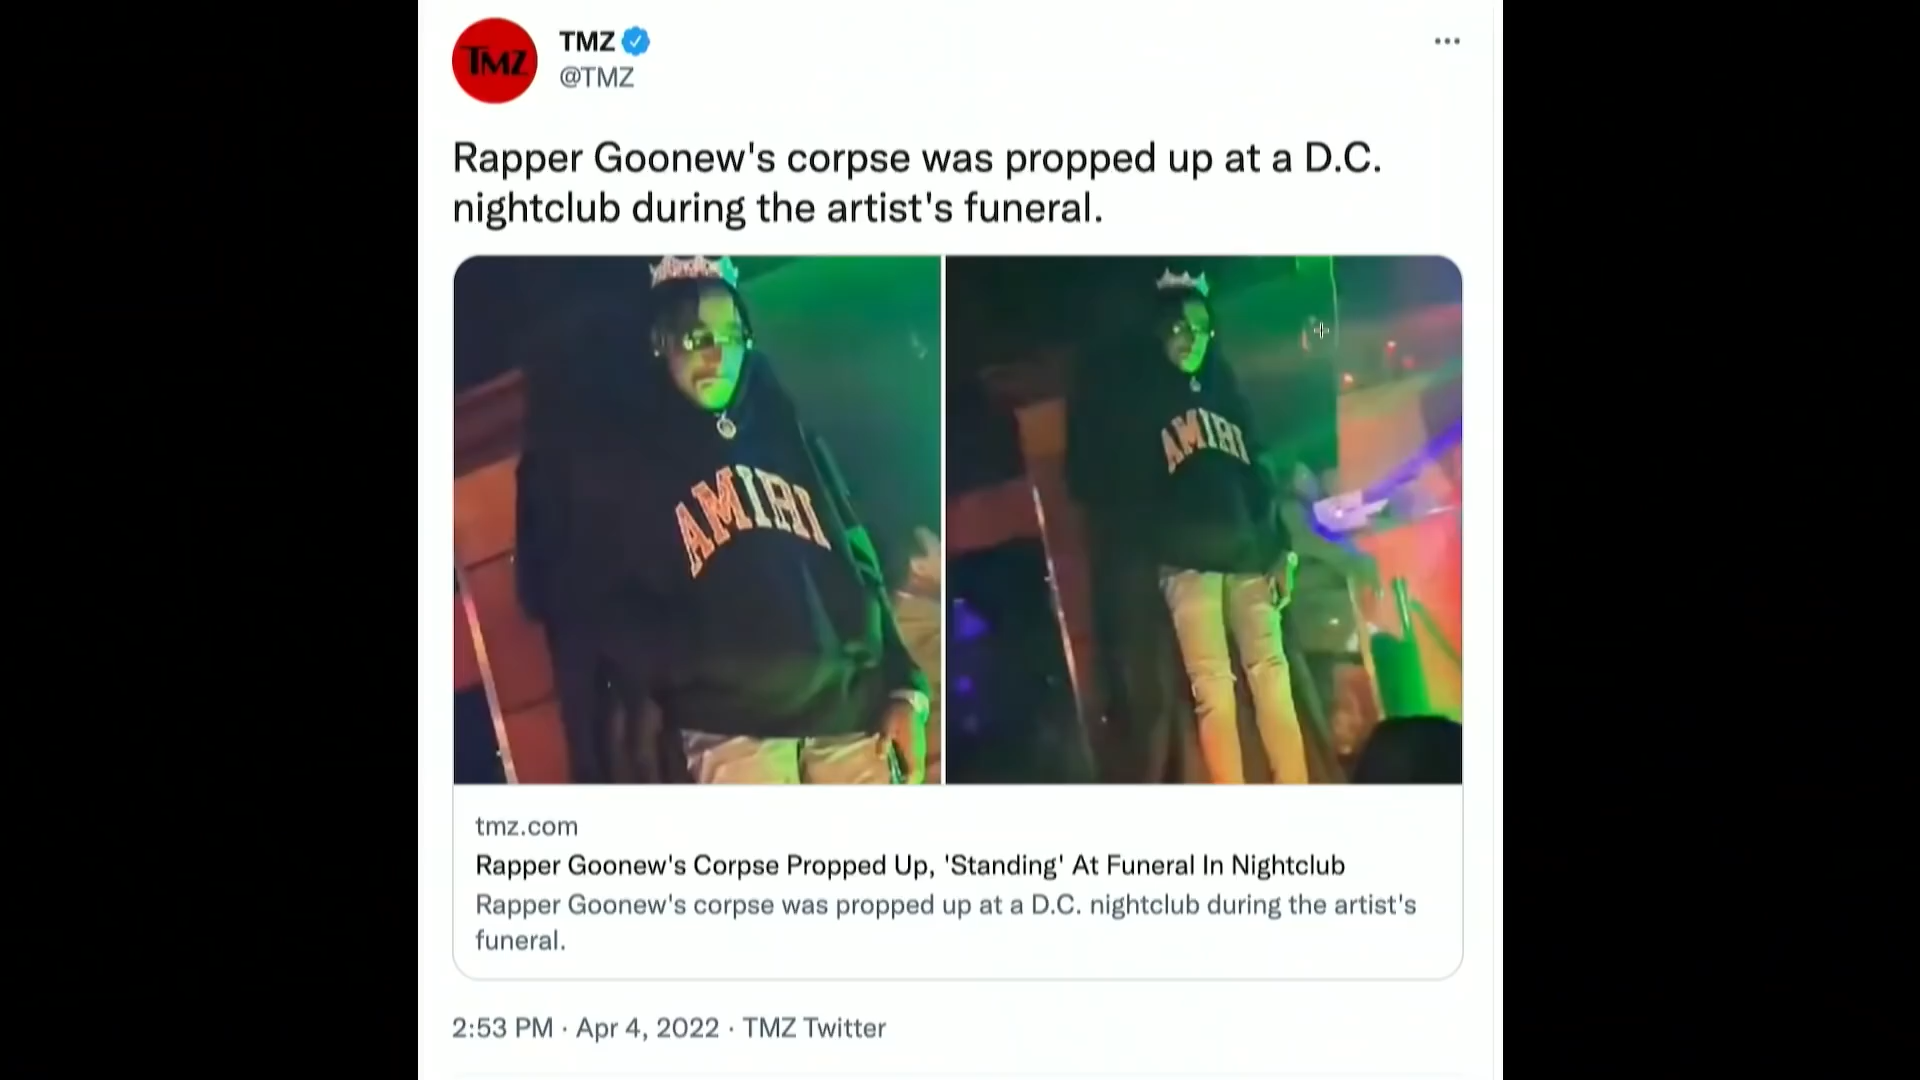 TMZ
TMZ
@TMZ
Rapper Goonew's corpse was propped up at a D.C.
nightclub during the artist's funeral.
AMIRI
AMIRI
tmz.com
Rapper Goonew's Corpse Propped Up, 'Standing' At Funeral In Nightclub
Rapper Goonew's corpse was propped up at a D.C. nightclub during the artist's
funeral.
2:53 PM · Apr 4, 2022 · TMZ Twitter